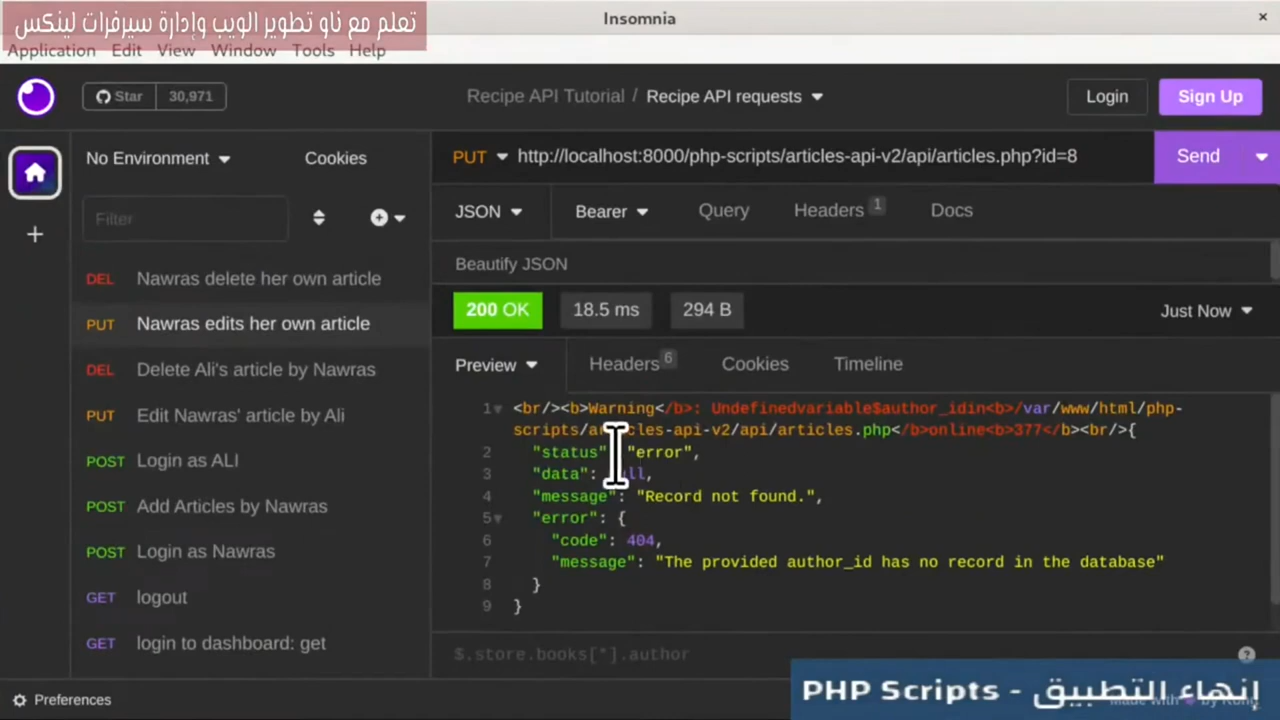 تعلم مع ناو تطوير الويب وإدارة سيرفرات لينكس
Insomnia
×
Application Edit View Window Tools Help
Star 30,971
Recipe API Tutorial / Recipe API requests
Login
Sign Up
No Environment
Cookies
PUT http://localhost:8000/php-scripts/articles-api-v2/api/articles.php?id=8
Send
Filter
JSON Bearer Query Headers 1 Docs
Beautify JSON
DEL Nawras delete her own article
PUT Nawras edits her own article
DEL Delete Ali's article by Nawras
PUT Edit Nawras' article by Ali
POST Login as ALI
POST Add Articles by Nawras
POST Login as Nawras
GET logout
GET login to dashboard: get
200 OK 18.5 ms 294 B Just Now
Preview Headers 6 Cookies Timeline
1 <br/><b>Warning</b>: Undefinedvariable$author_idin<b>/var/www/html/php-
scripts/articles-api-v2/api/articles.php</b>online<b>377</b><br/>{
2 "status": "error",
3 "data": null,
4 "message": "Record not found.",
5 "error": {
6 "code": 404,
7 "message": "The provided author_id has no record in the database"
8 }
9 }
$.store.books[*].author
?
Preferences
إنهاء التطبيق - PHP Scripts
Made with by Kong